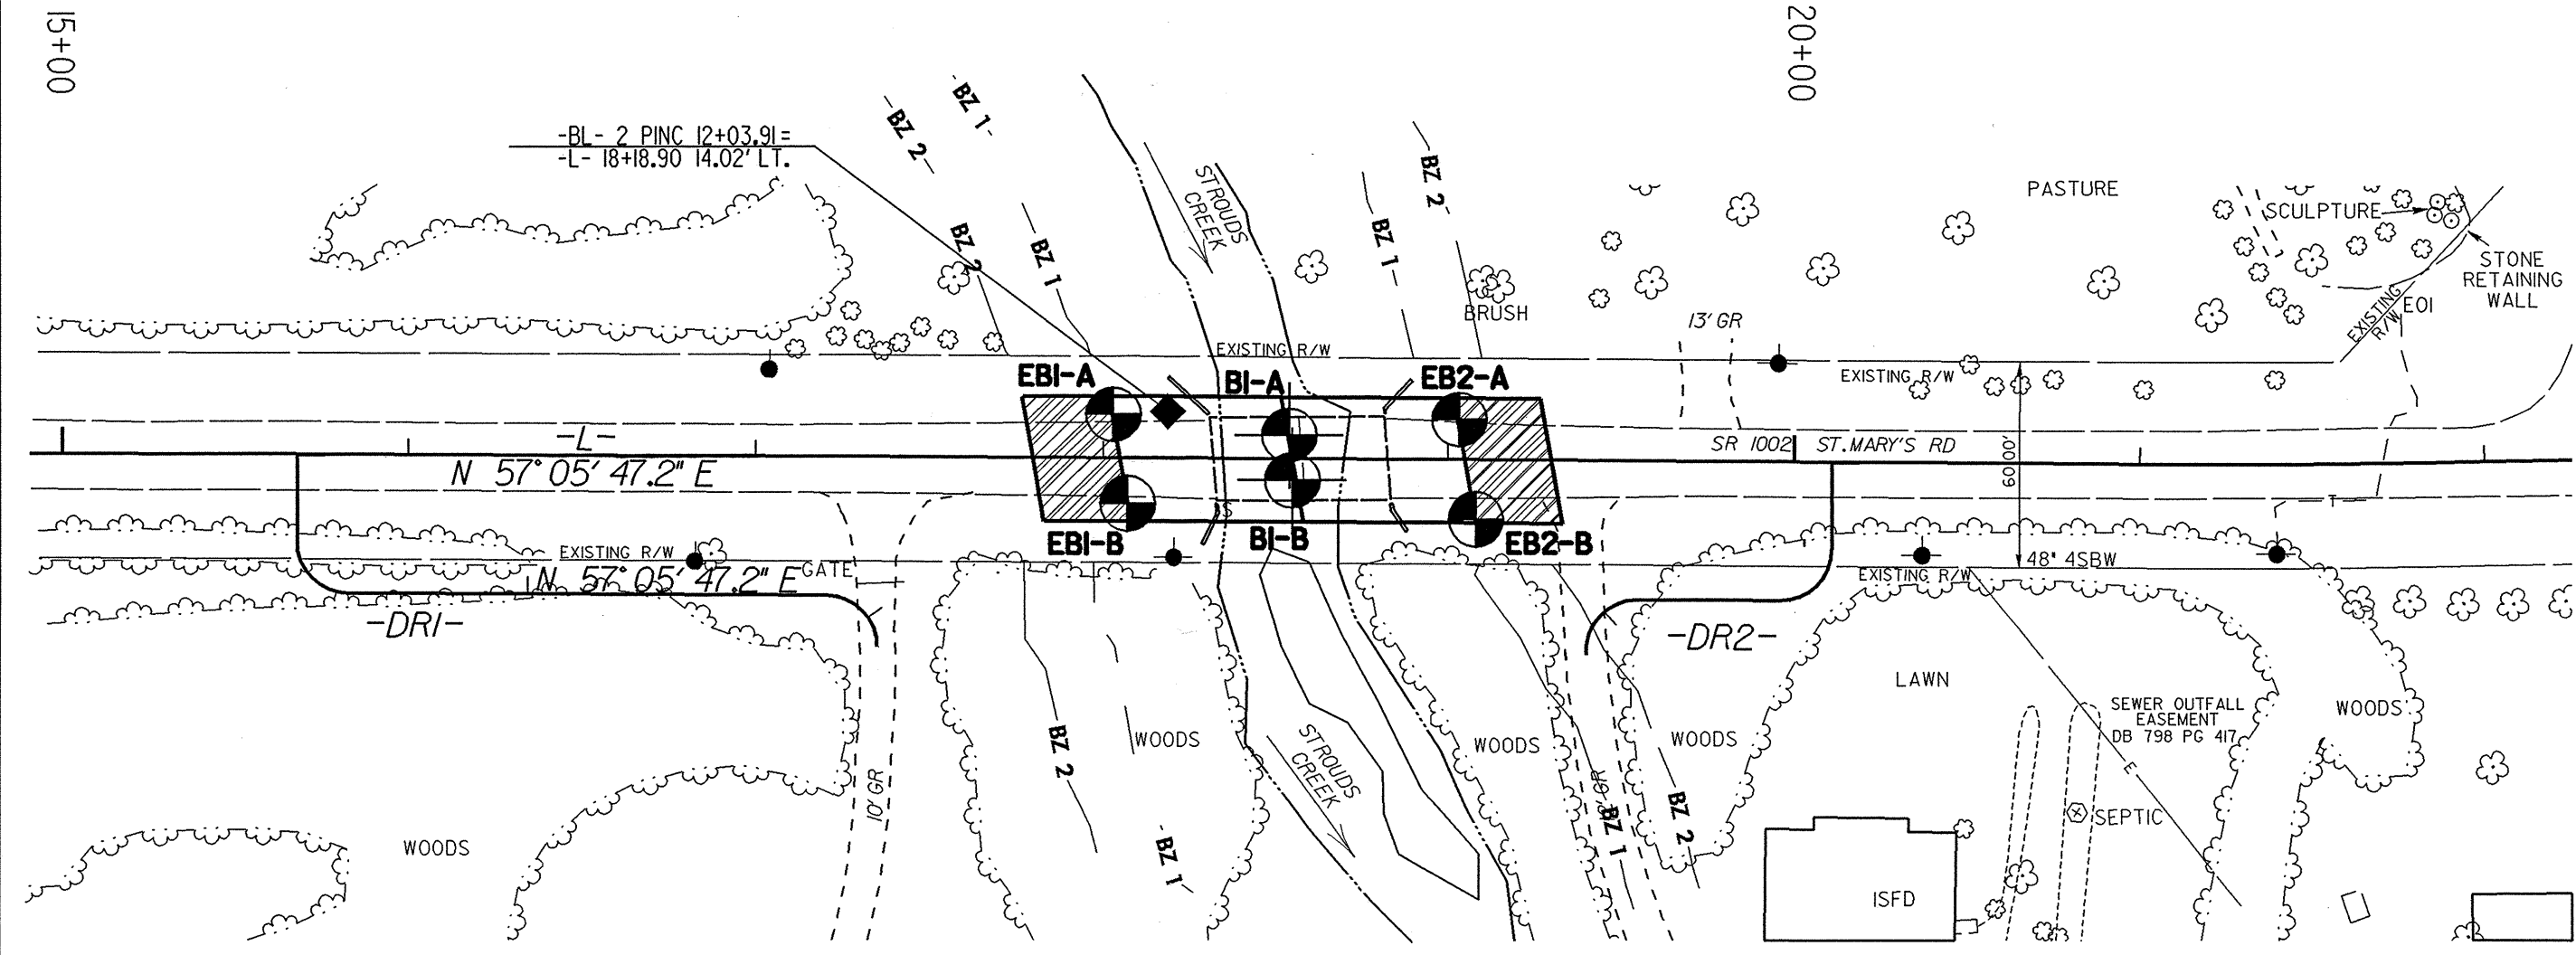 15+00
20+00
-BL- 2 PINC 12+03.91=
-L- 18+18.90 14.02' LT.
-BZ 1-
-BZ 2-
STROUDS
CREEK
BZ 2
BZ 2
BZ 1
BZ 1
PASTURE
SCULPTURE
STONE
RETAINING
WALL
BRUSH
13' GR
EXISTING
R/W
EOI
EXISTING R/W
EXISTING R/W
EB1-A
B1-A
EB2-A
-L-
N 57° 05' 47.2" E
SR 1002 ST.MARY'S RD
60.00'
S
T
EB1-B
B1-B
EB2-B
EXISTING R/W
N 57° 05' 47.2" E
GATE
48" 4SBW
EXISTING R/W
-DR1-
-DR2-
LAWN
SEWER OUTFALL
EASEMENT
DB 798 PG 417
E
WOODS
BZ 2
WOODS
STROUDS
CREEK
WOODS
WOODS
10' GR
BZ 1
BZ 2
SEPTIC
WOODS
-BZ 1-
1SFD